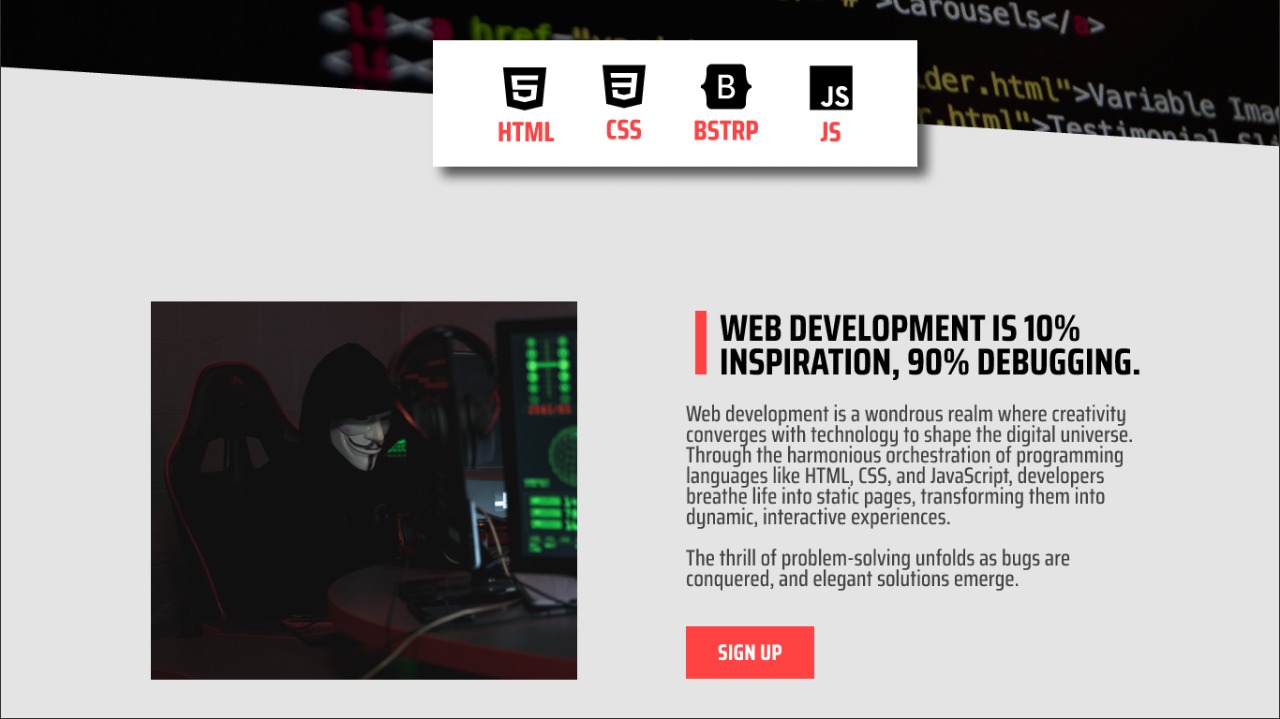 ">Carousels</a>
href="
der.html">Variable Ima
r.html">Testimonial Sl
5
3
B
JS
HTML
CSS
BSTRP
JS
WEB DEVELOPMENT IS 10%
INSPIRATION, 90% DEBUGGING.
Web development is a wondrous realm where creativity
converges with technology to shape the digital universe.
Through the harmonious orchestration of programming
languages like HTML, CSS, and JavaScript, developers
breathe life into static pages, transforming them into
dynamic, interactive experiences.
The thrill of problem-solving unfolds as bugs are
conquered, and elegant solutions emerge.
SIGN UP